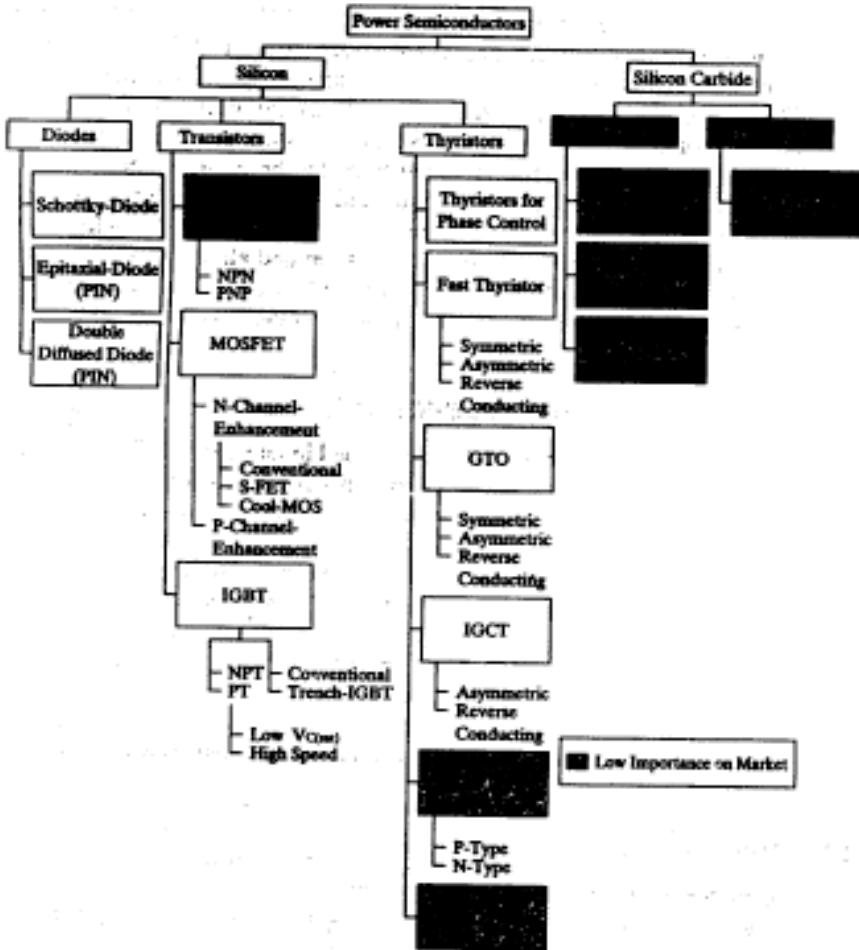 Power Semiconductors
Silicon
Silicon Carbide
Diodes
Transistors
Thyristors
Schottky-Diode
Epitaxial-Diode
(PIN)
Double
Diffused Diode
(PIN)
NPN
PNP
MOSFET
N-Channel-
Enhancement
Conventional
S-FET
Cool-MOS
P-Channel-
Enhancement
IGBT
NPT
PT
Conventional
Trench-IGBT
Low VC(sat)
High Speed
Thyristors for
Phase Control
Fast Thyristor
Symmetric
Asymmetric
Reverse
Conducting
GTO
Symmetric
Asymmetric
Reverse
Conducting
IGCT
Asymmetric
Reverse
Conducting
P-Type
N-Type
Low Importance on Market